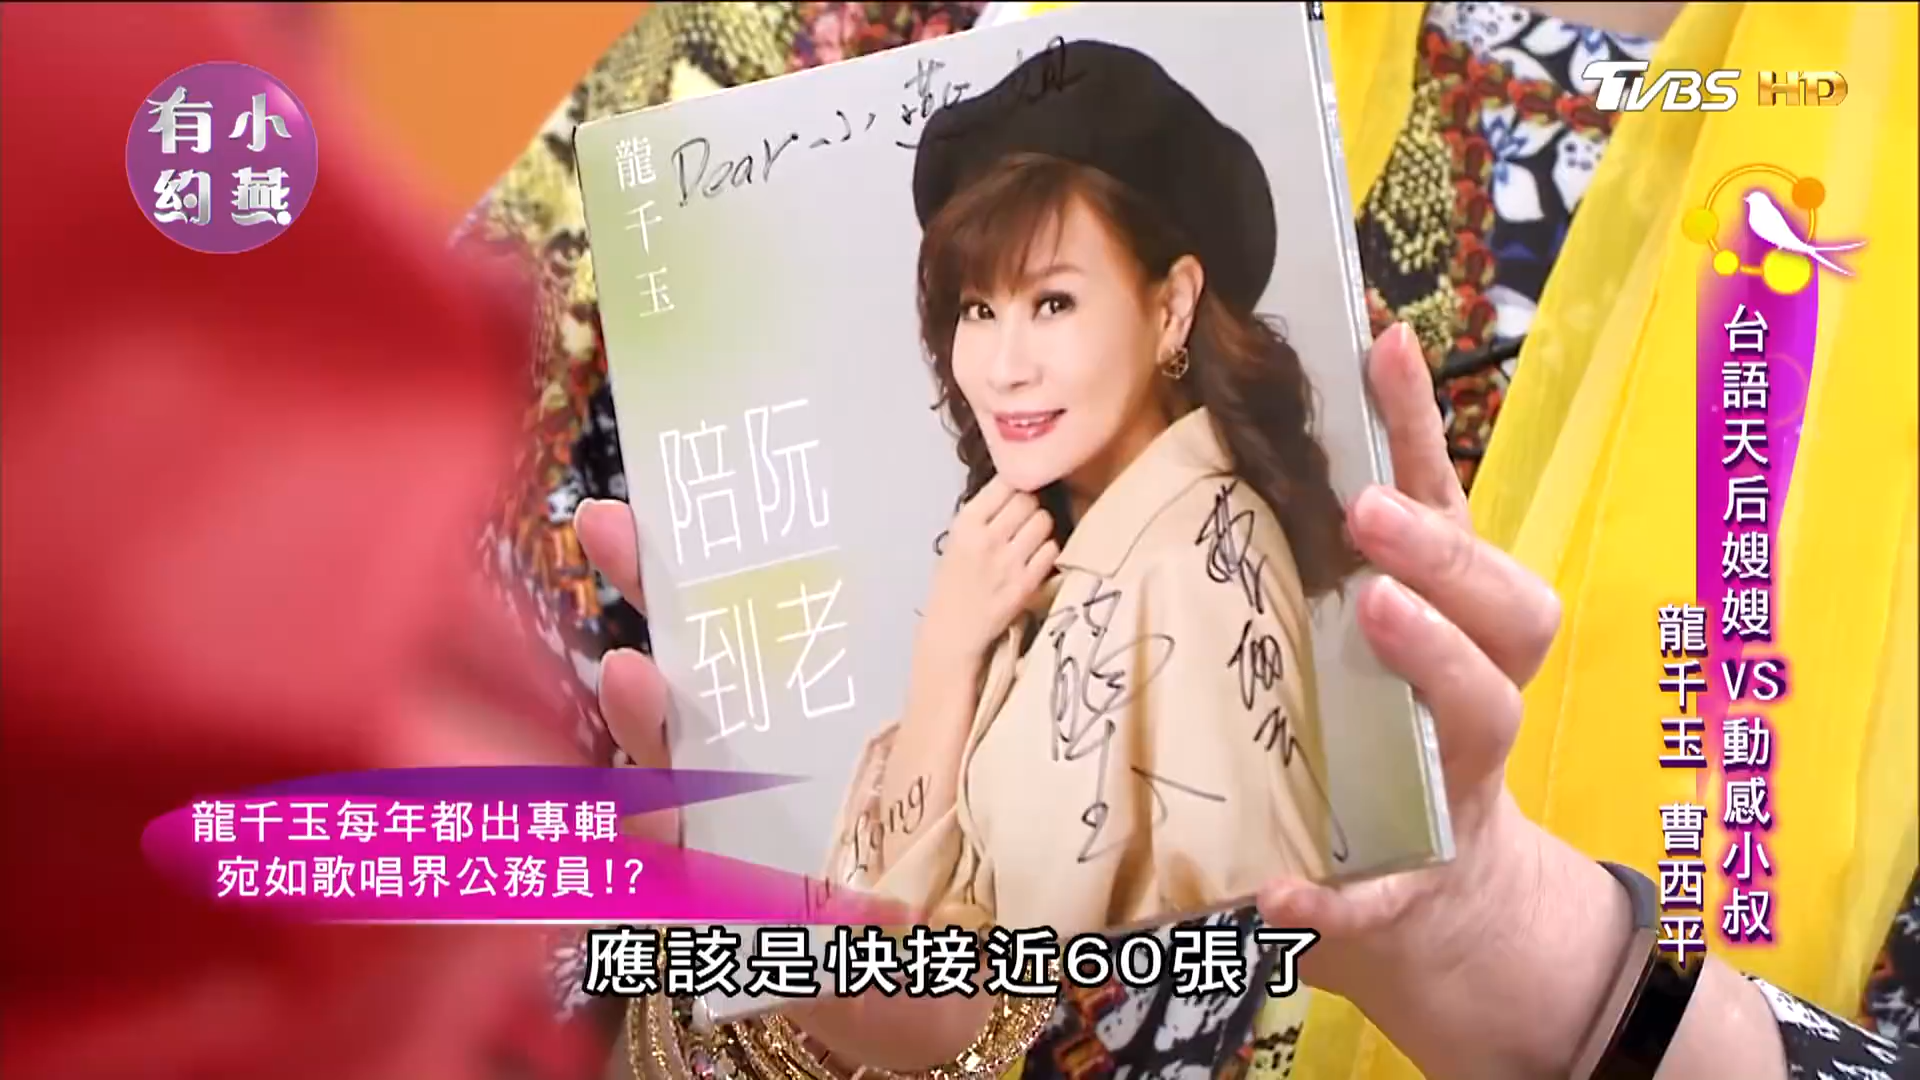 小燕
有約
TVBS HD
台語天后嫂嫂VS動感小叔
龍千玉 曹西平
Dear 小燕姐
龍千玉
陪阮
到老
Long
龍千玉每年都出專輯
宛如歌唱界公務員!?
應該是快接近60張了